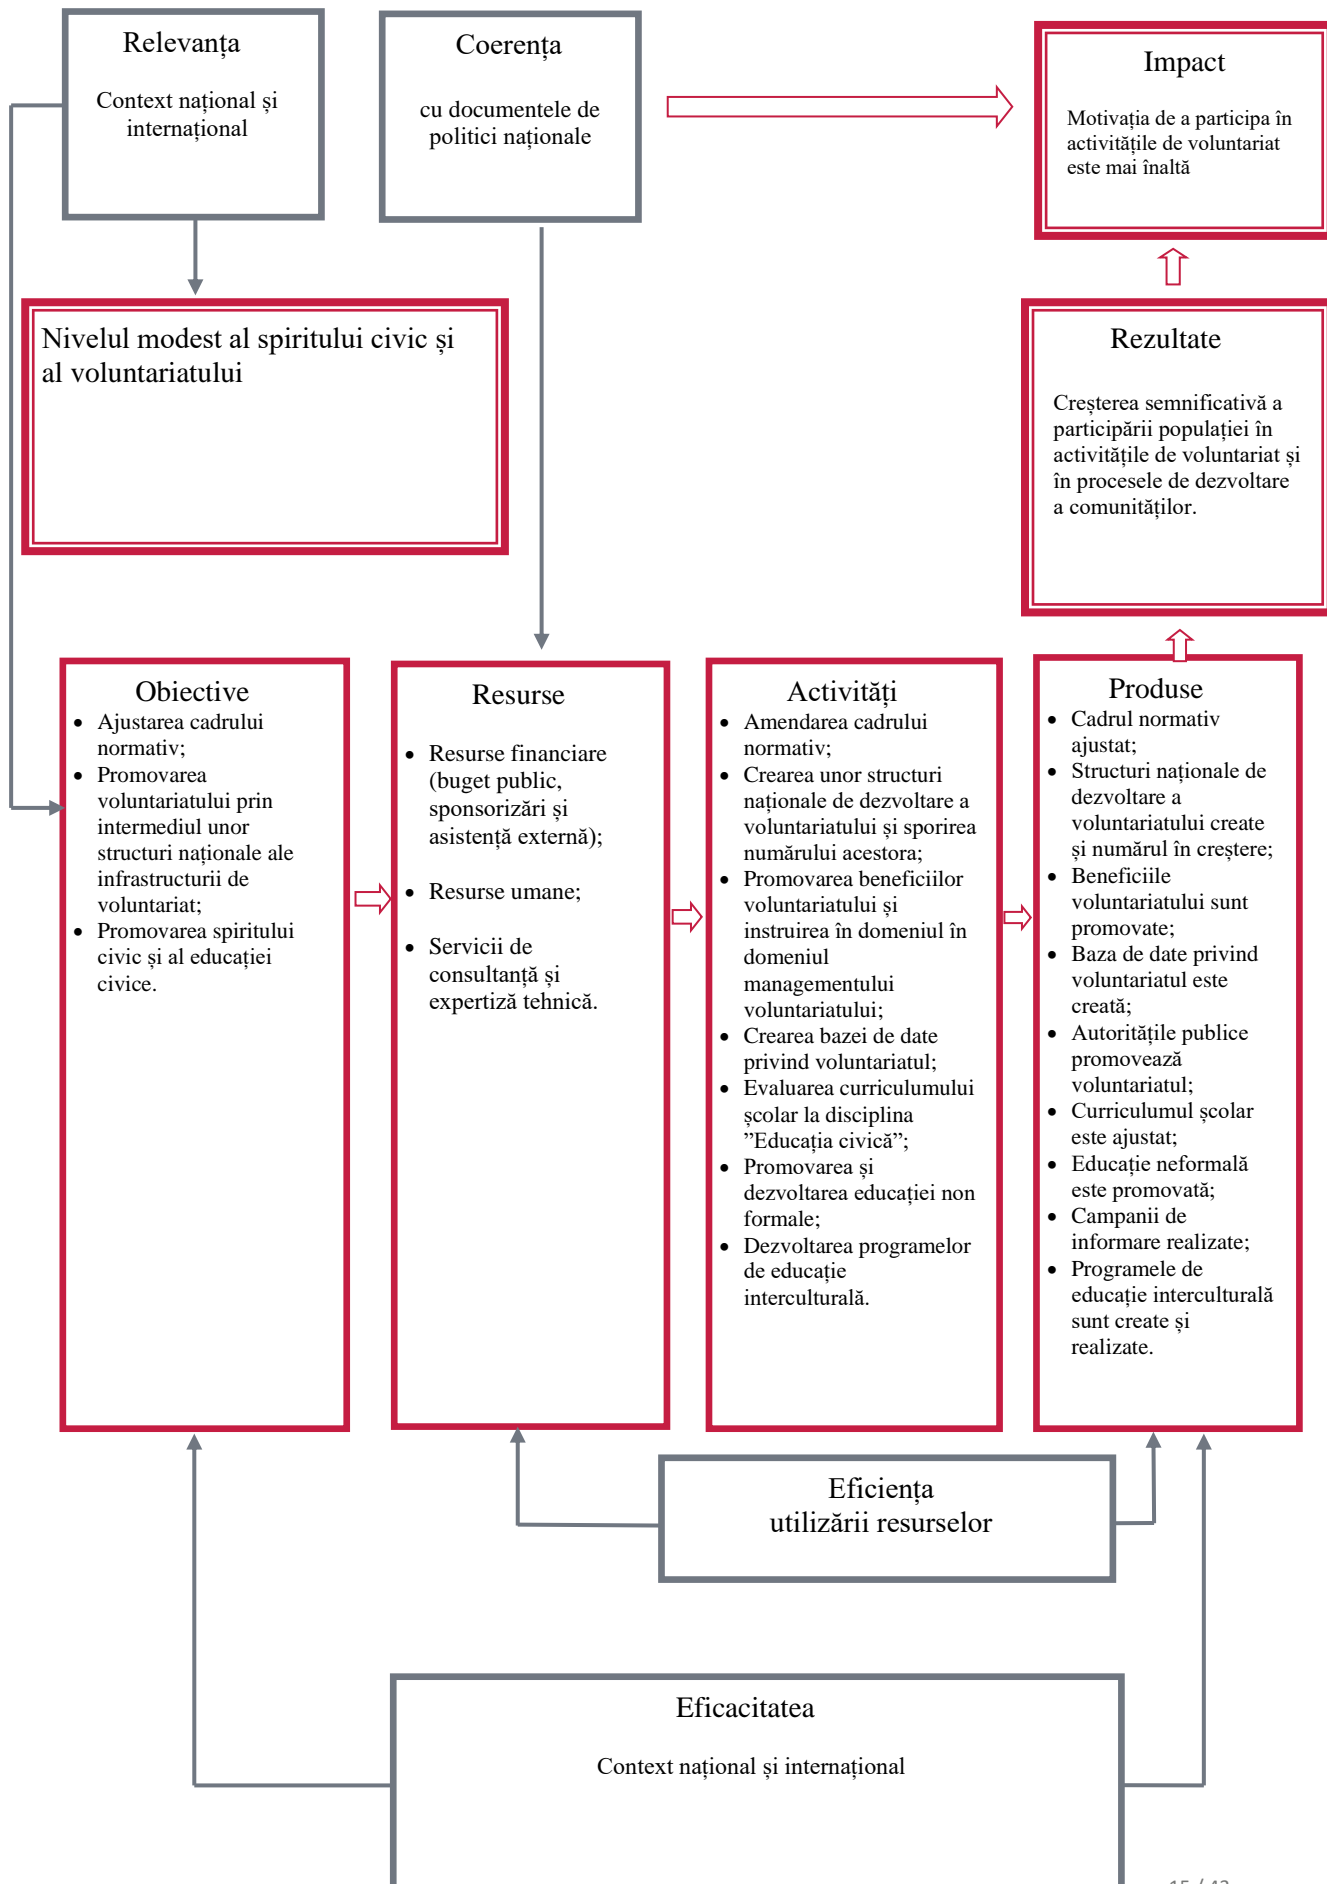 Relevanța
Context național și
internațional
Coerența
cu documentele de
politici naționale
Impact
Motivația de a participa în
activitățile de voluntariat
este mai înaltă
Nivelul modest al spiritului civic și
al voluntariatului
Rezultate
Creșterea semnificativă a
participării populației în
activitățile de voluntariat și
în procesele de dezvoltare
a comunităților.
Obiective
• Ajustarea cadrului
normativ;
• Promovarea
voluntariatului prin
intermediul unor
structuri naționale ale
infrastructurii de
voluntariat;
• Promovarea spiritului
civic și al educației
civice.
Resurse
• Resurse financiare
(buget public,
sponsorizări și
asistență externă);
• Resurse umane;
• Servicii de
consultanță și
expertiză tehnică.
Activități
• Amendarea cadrului
normativ;
• Crearea unor structuri
naționale de dezvoltare a
voluntariatului și sporirea
numărului acestora;
• Promovarea beneficiilor
voluntariatului și
instruirea în domeniul în
domeniul
managementului
voluntariatului;
• Crearea bazei de date
privind voluntariatul;
• Evaluarea curriculumului
școlar la disciplina
”Educația civică”;
• Promovarea și
dezvoltarea educației non
formale;
• Dezvoltarea programelor
de educație
interculturală.
Produse
• Cadrul normativ
ajustat;
• Structuri naționale de
dezvoltare a
voluntariatului create
și numărul în creștere;
• Beneficiile
voluntariatului sunt
promovate;
• Baza de date privind
voluntariatul este
creată;
• Autoritățile publice
promovează
voluntariatul;
• Curriculumul școlar
este ajustat;
• Educație neformală
este promovată;
• Campanii de
informare realizate;
• Programele de
educație interculturală
sunt create și
realizate.
Eficiența
utilizării resurselor
Eficacitatea
Context național și internațional